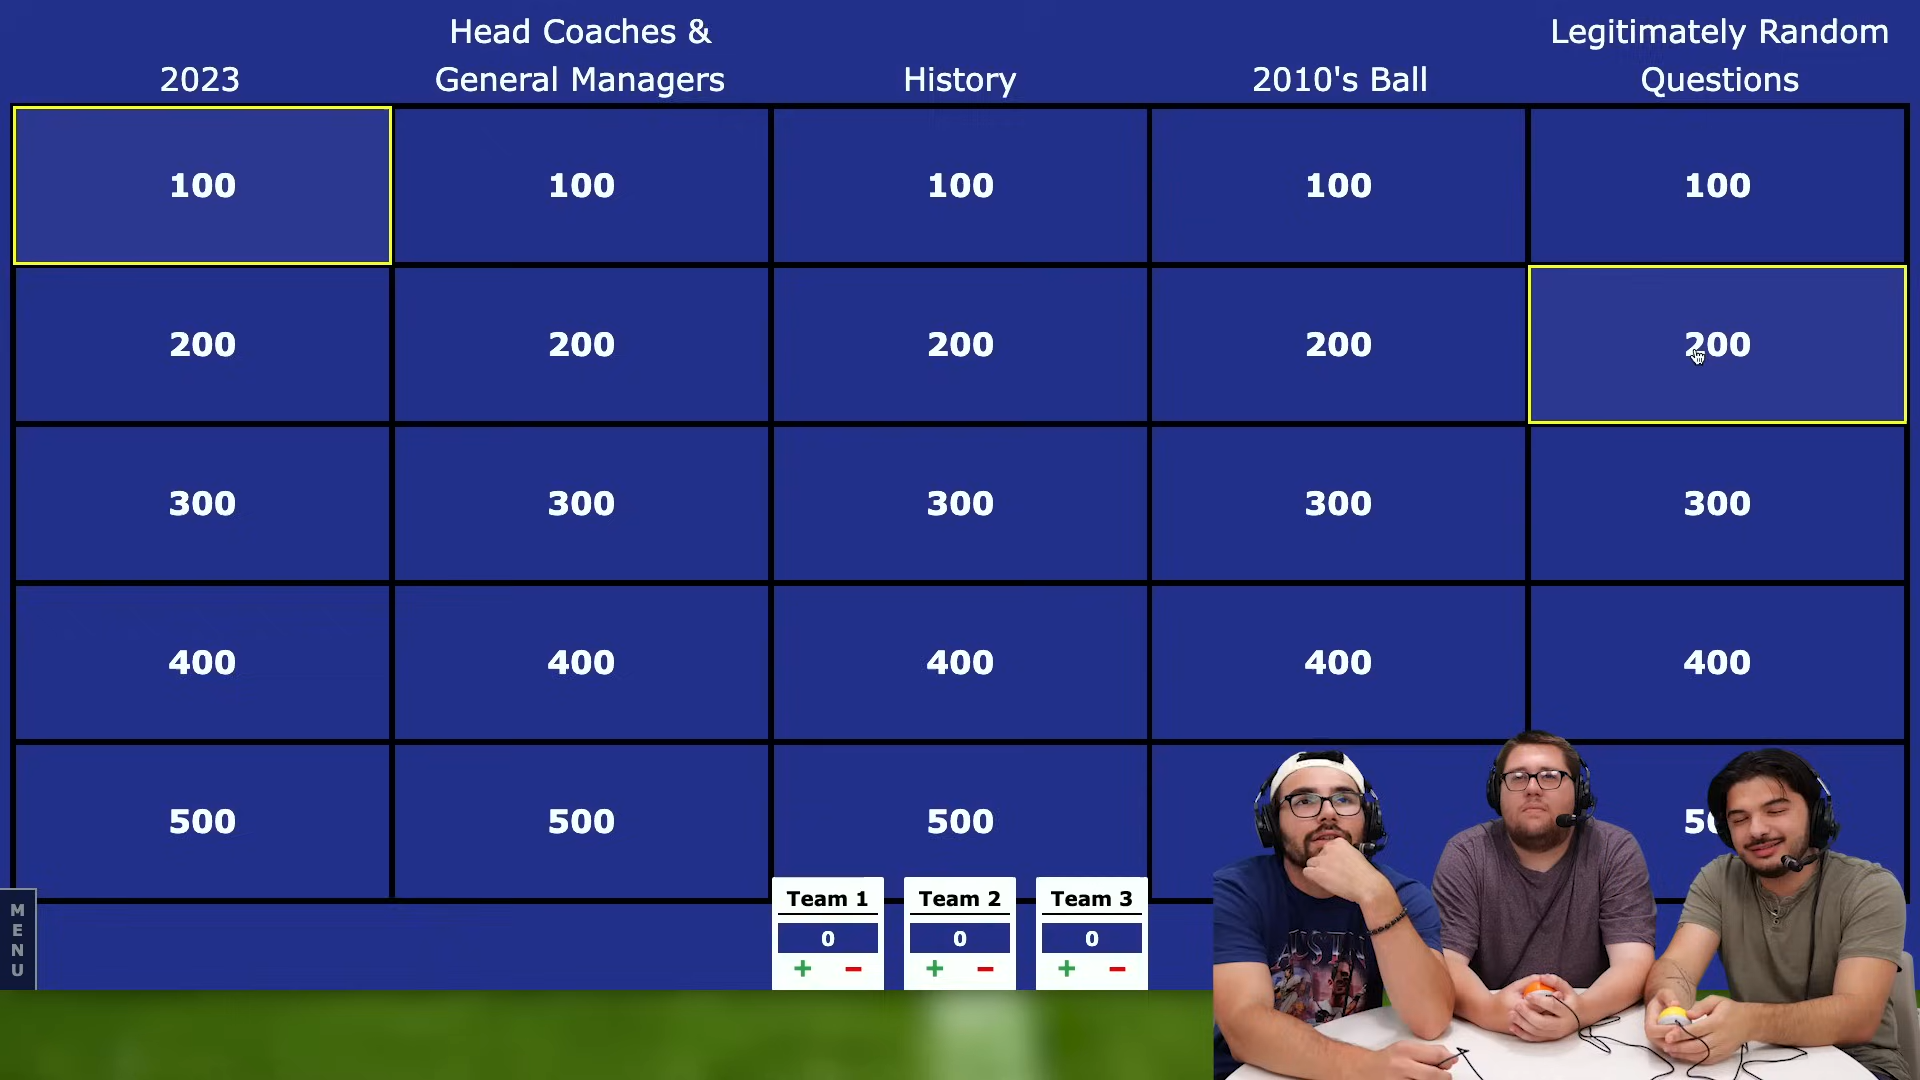 2023
Head Coaches &
General Managers
History
2010's Ball
Legitimately Random
Questions
100 100 100 100 100
200 200 200 200 200
300 300 300 300 300
400 400 400 400 400
500 500 500
MENU
Team 1 Team 2 Team 3
0 0 0
+ − + − + −
AUSTIN